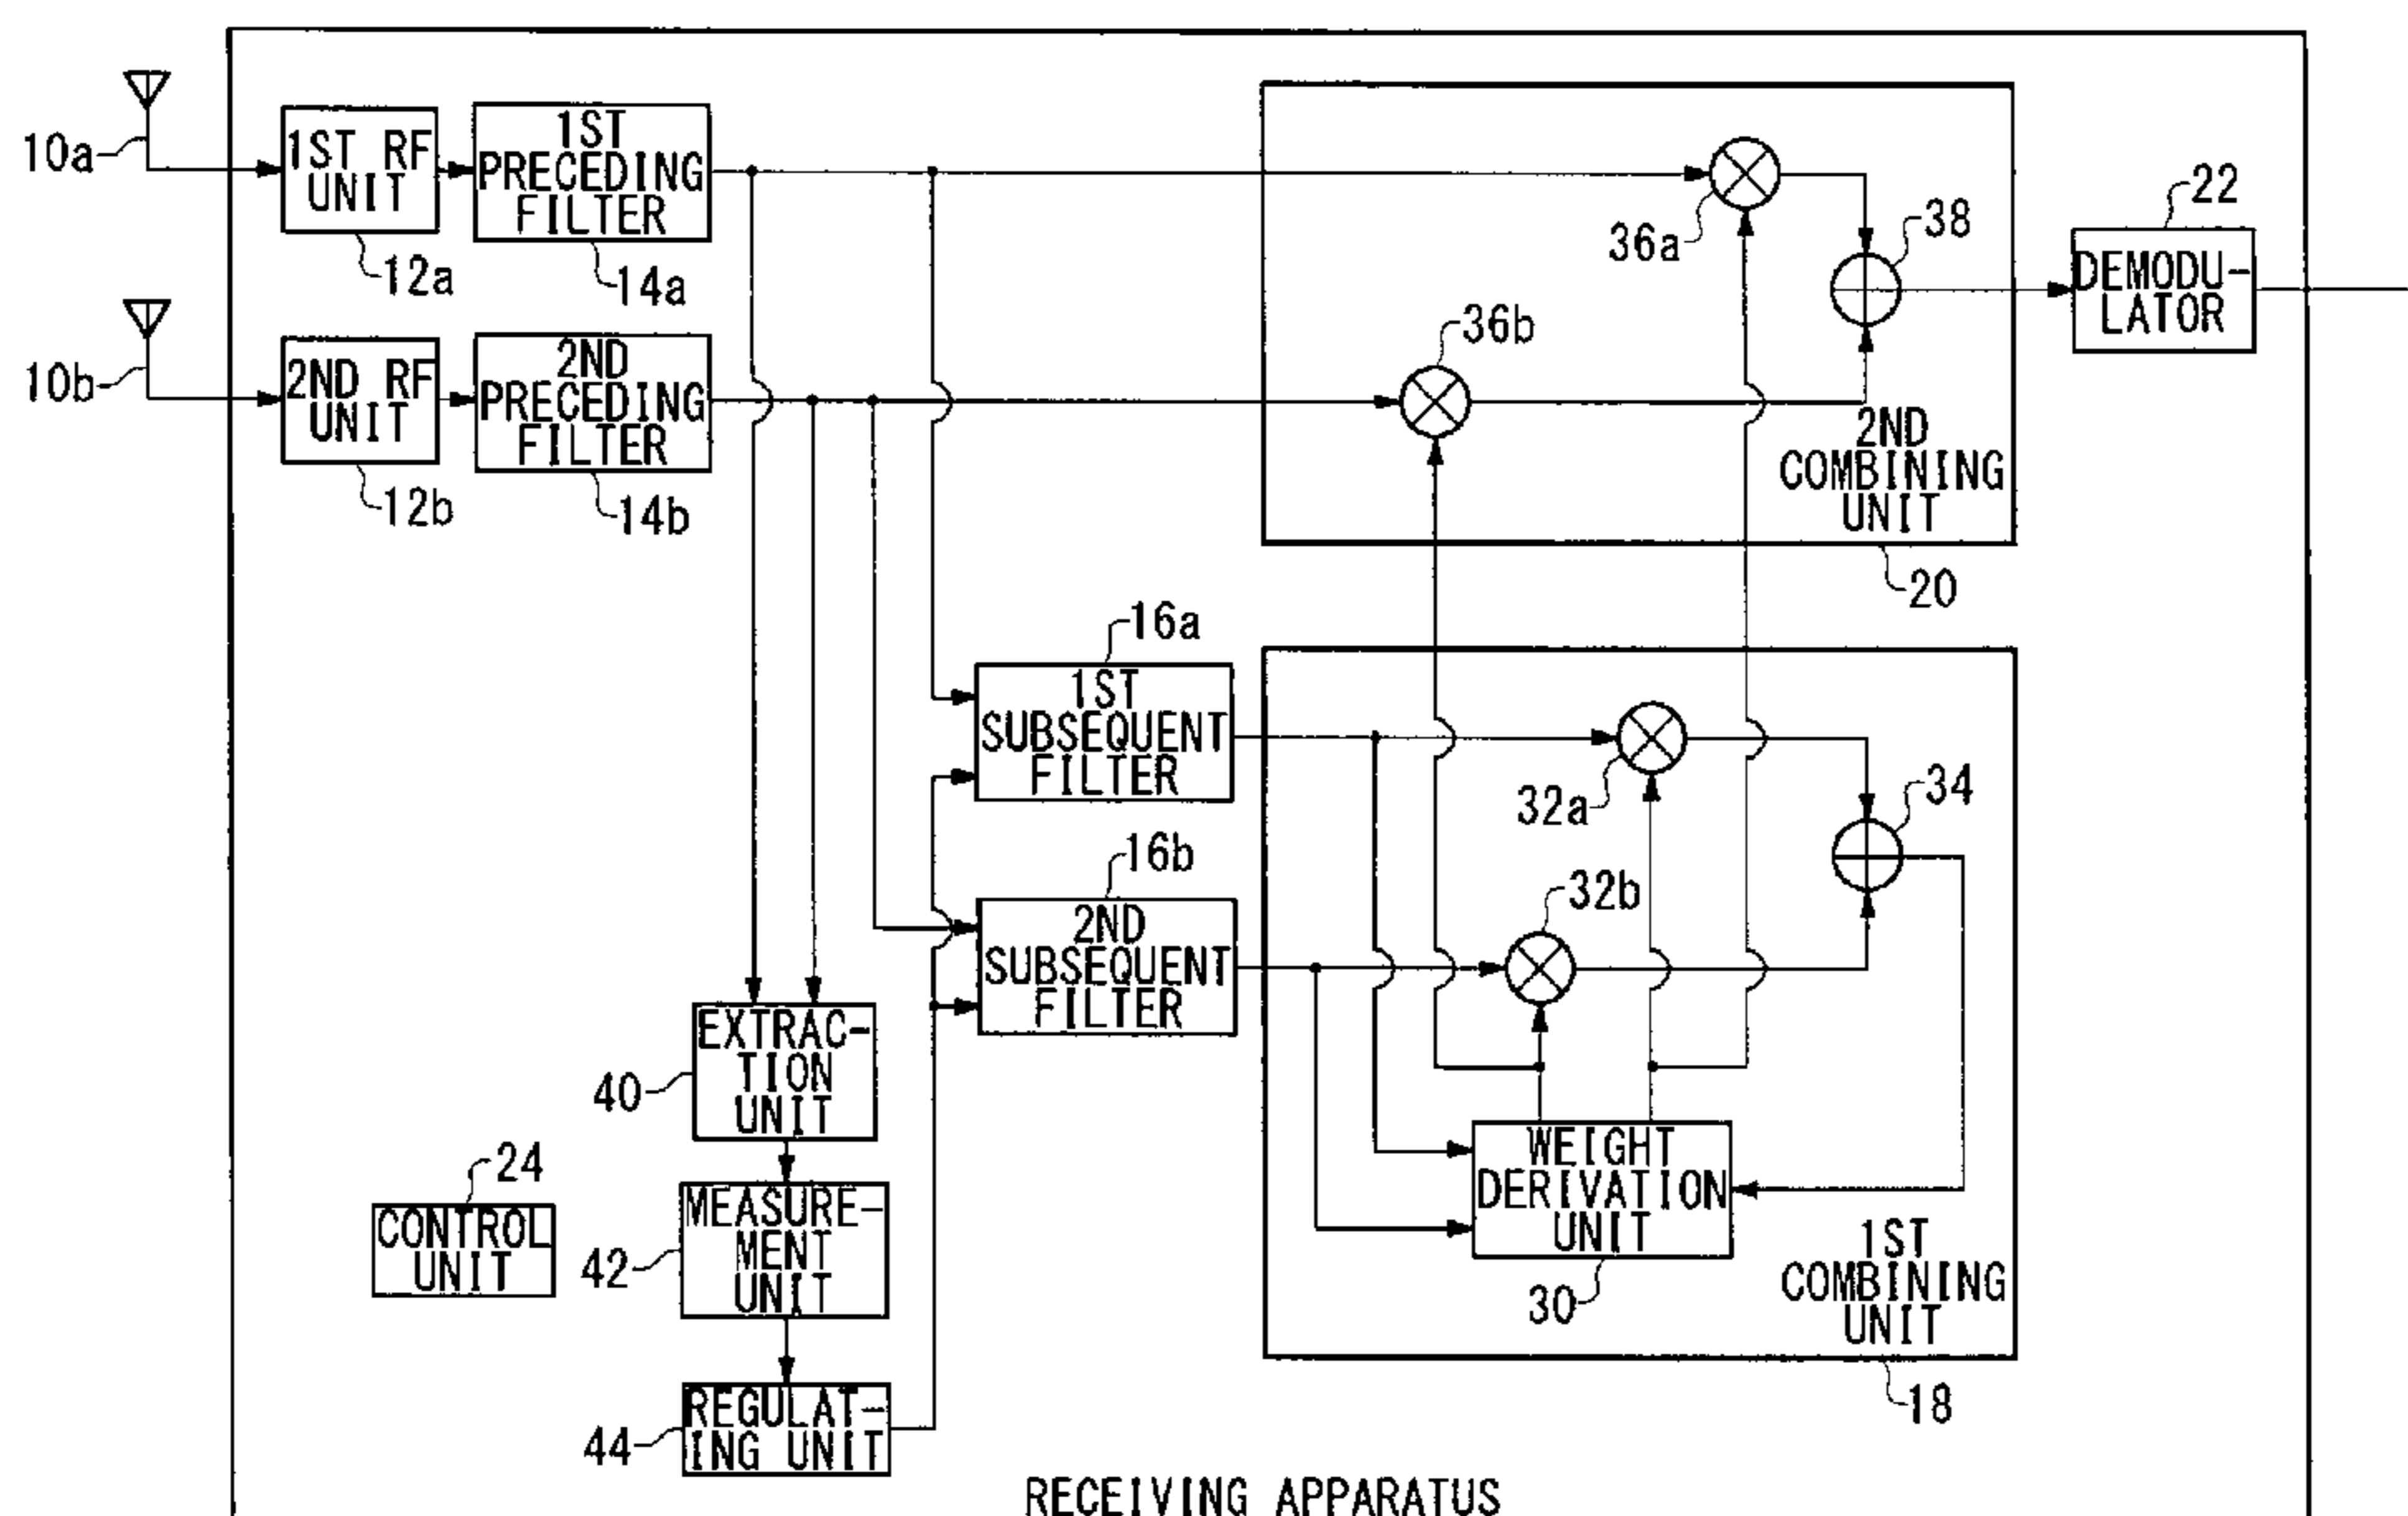 10a
1ST RF
UNIT
12a
1ST
PRECEDING
FILTER
14a
10b
2ND RF
UNIT
12b
2ND
PRECEDING
FILTER
14b
36a
36b
38
2ND
COMBINING
UNIT
20
22
DEMODU-
LATOR
16a
1ST
SUBSEQUENT
FILTER
16b
2ND
SUBSEQUENT
FILTER
32a
32b
34
WEIGHT
DERIVATION
UNIT
30
1ST
COMBINING
UNIT
18
EXTRAC-
TION
UNIT
40
24
CONTROL
UNIT
MEASURE-
MENT
UNIT
42
REGULAT-
ING UNIT
44
RECEIVING APPARATUS